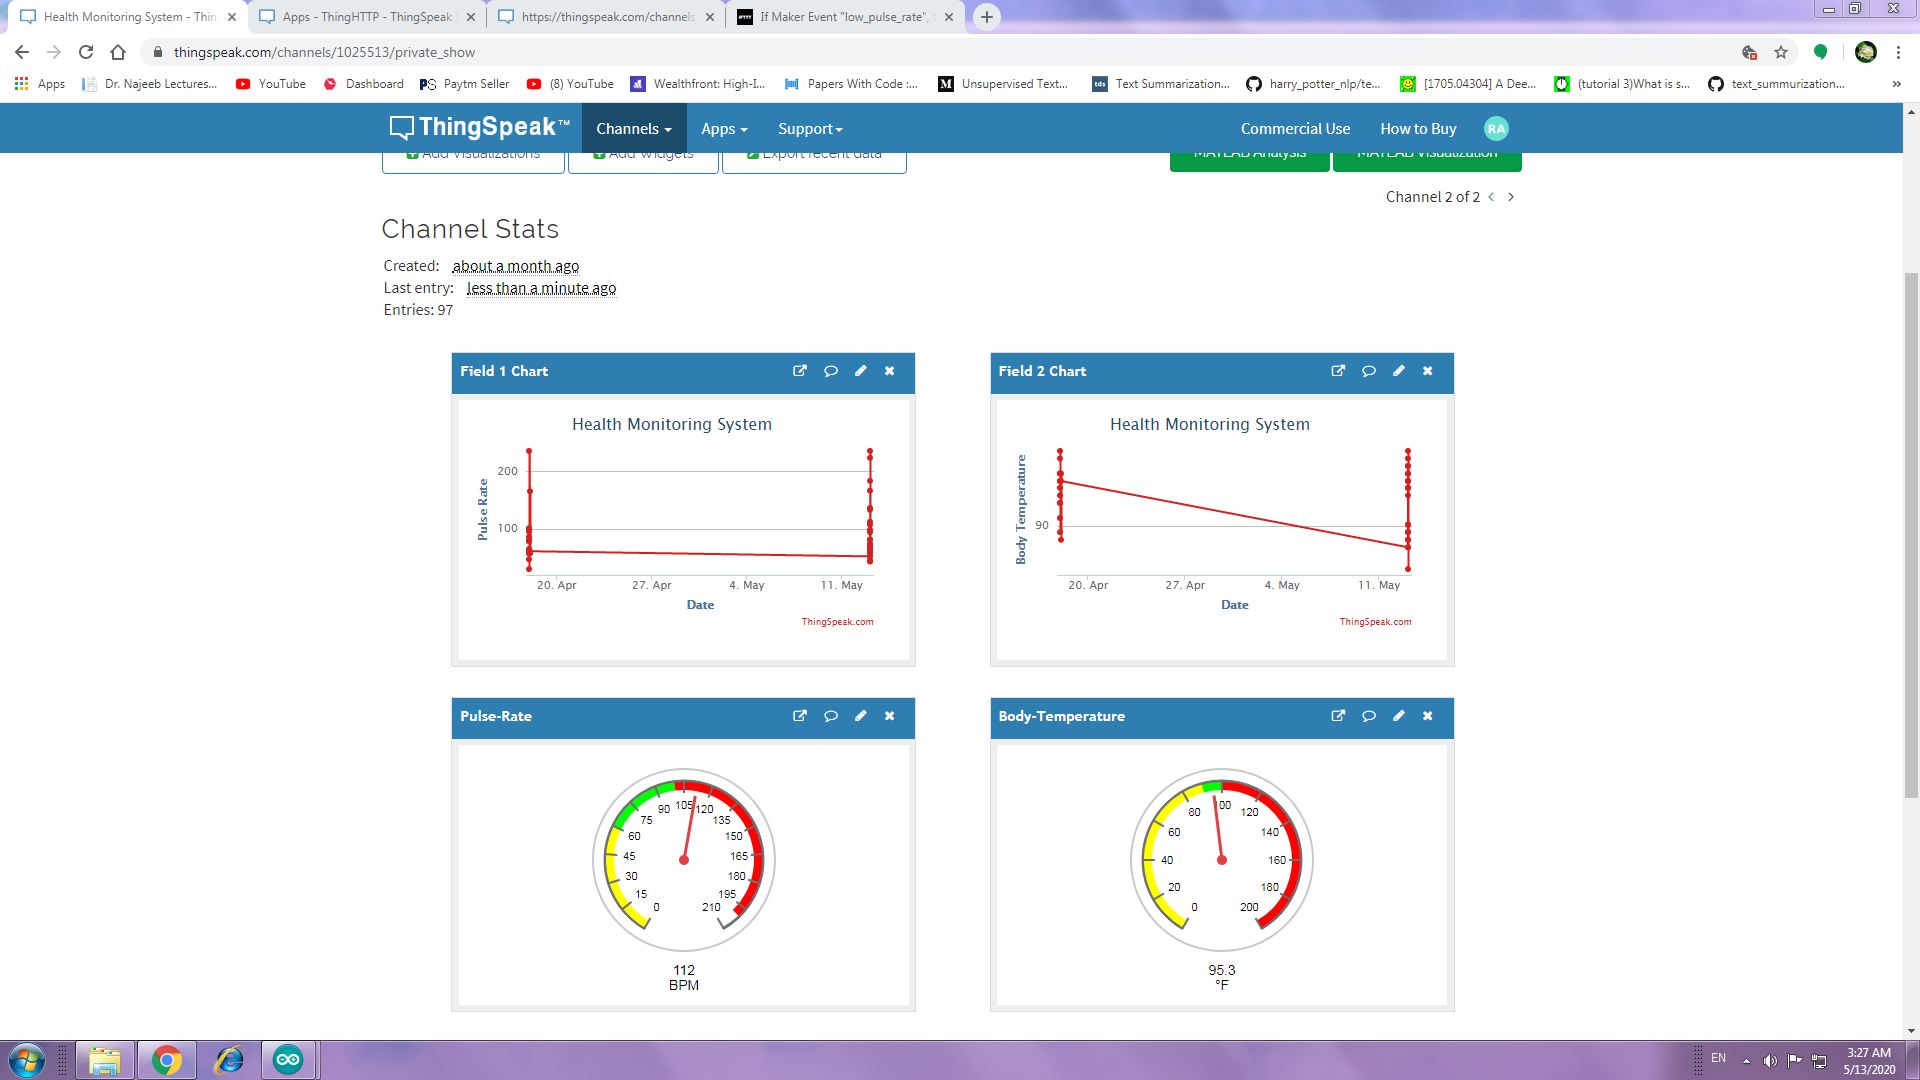 Health Monitoring System - Thin
Apps - ThingHTTP - ThingSpeak
https://thingspeak.com/channels
If Maker Event "low_pulse_rate",
thingspeak.com/channels/1025513/private_show
Apps
Dr. Najeeb Lectures...
YouTube
Dashboard
PS Paytm Seller
(8) YouTube
Wealthfront: High-I...
Papers With Code :...
M Unsupervised Text...
tds Text Summarization...
harry_potter_nlp/te...
[1705.04304] A Dee...
(tutorial 3)What is s...
text_summurization...
»
ThingSpeak™
Channels
Apps
Support
Commercial Use
How to Buy
RA
Add Visualizations
Add Widgets
Export recent data
MATLAB Analysis
MATLAB Visualization
Channel 2 of 2 < >
Channel Stats
Created: about a month ago
Last entry: less than a minute ago
Entries: 97
Field 1 Chart
Health Monitoring System
Pulse Rate
200
100
20. Apr 27. Apr 4. May 11. May
Date
ThingSpeak.com
Field 2 Chart
Health Monitoring System
Body Temperature
90
20. Apr 27. Apr 4. May 11. May
Date
ThingSpeak.com
Pulse-Rate
0 15 30 45 60 75 90 105 120 135 150 165 180 195 210
112
BPM
Body-Temperature
0 20 40 60 80 100 120 140 160 180 200
95.3
°F
EN
3:27 AM
5/13/2020